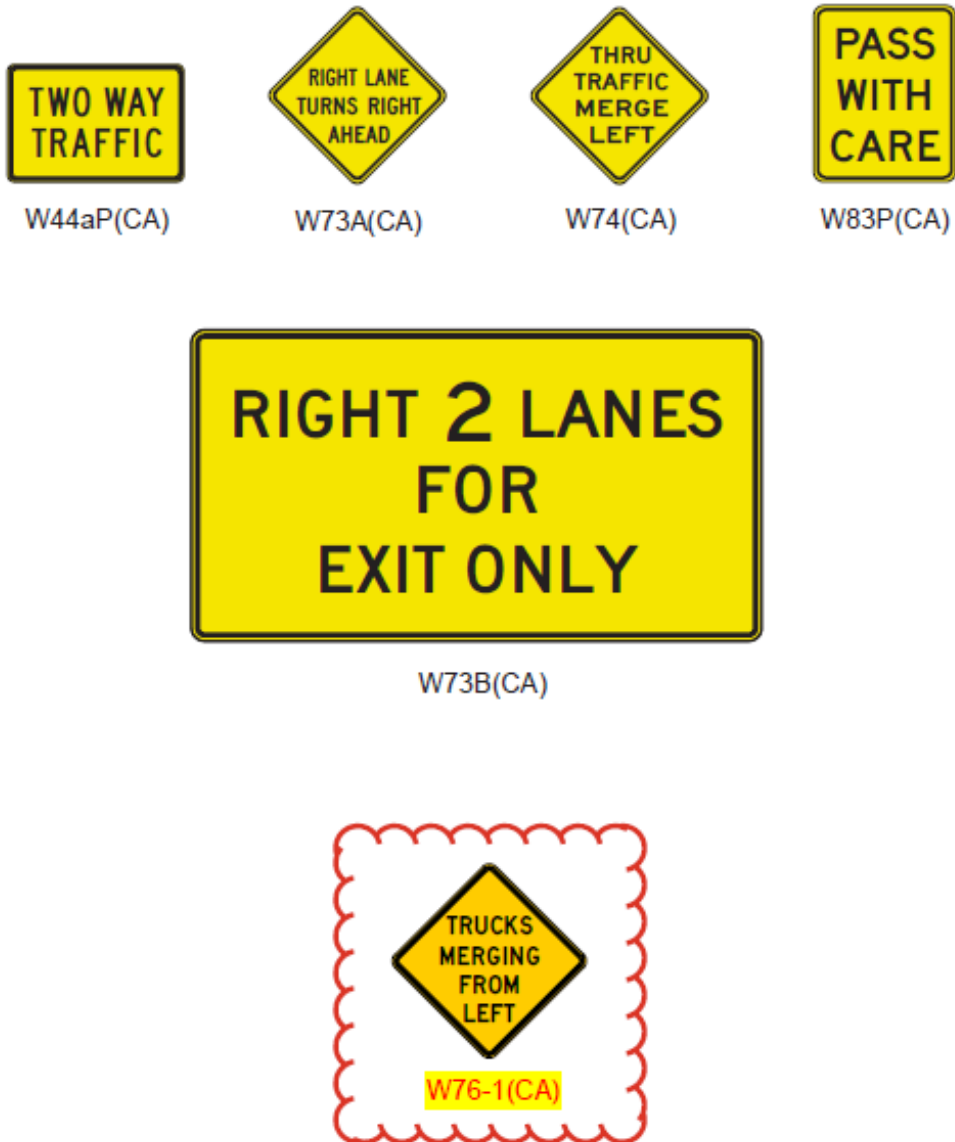 TWO WAY
TRAFFIC
W44aP(CA)
RIGHT LANE
TURNS RIGHT
AHEAD
W73A(CA)
THRU
TRAFFIC
MERGE
LEFT
W74(CA)
PASS
WITH
CARE
W83P(CA)
RIGHT 2 LANES
FOR
EXIT ONLY
W73B(CA)
TRUCKS
MERGING
FROM
LEFT
W76-1(CA)